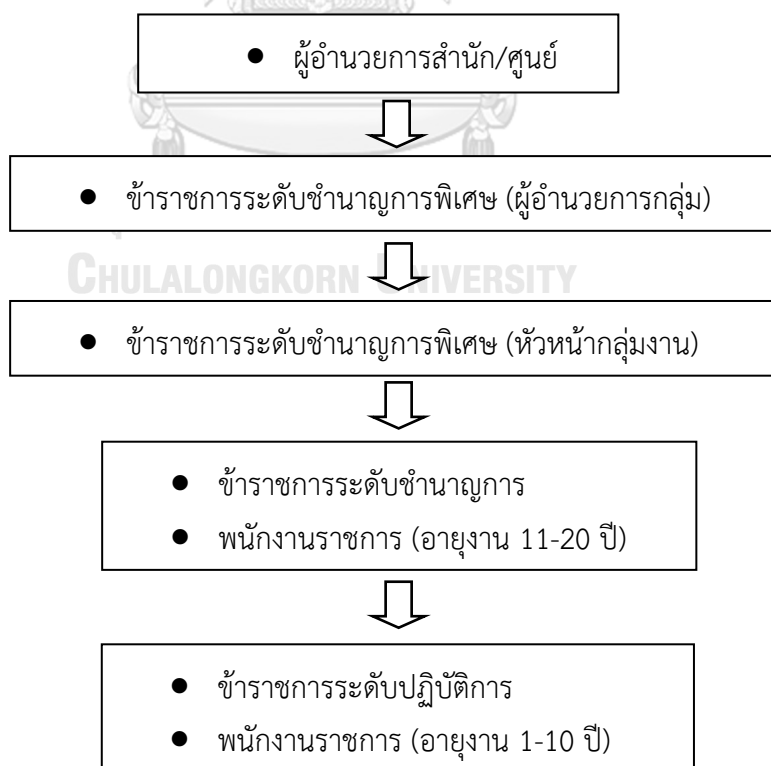 ● ผู้อำนวยการสำนัก/ศูนย์
● ข้าราชการระดับชำนาญการพิเศษ (ผู้อำนวยการกลุ่ม)
CHULALONGKORN UNIVERSITY
● ข้าราชการระดับชำนาญการพิเศษ (หัวหน้ากลุ่มงาน)
● ข้าราชการระดับชำนาญการ
● พนักงานราชการ (อายุงาน 11-20 ปี)
● ข้าราชการระดับปฏิบัติการ
● พนักงานราชการ (อายุงาน 1-10 ปี)